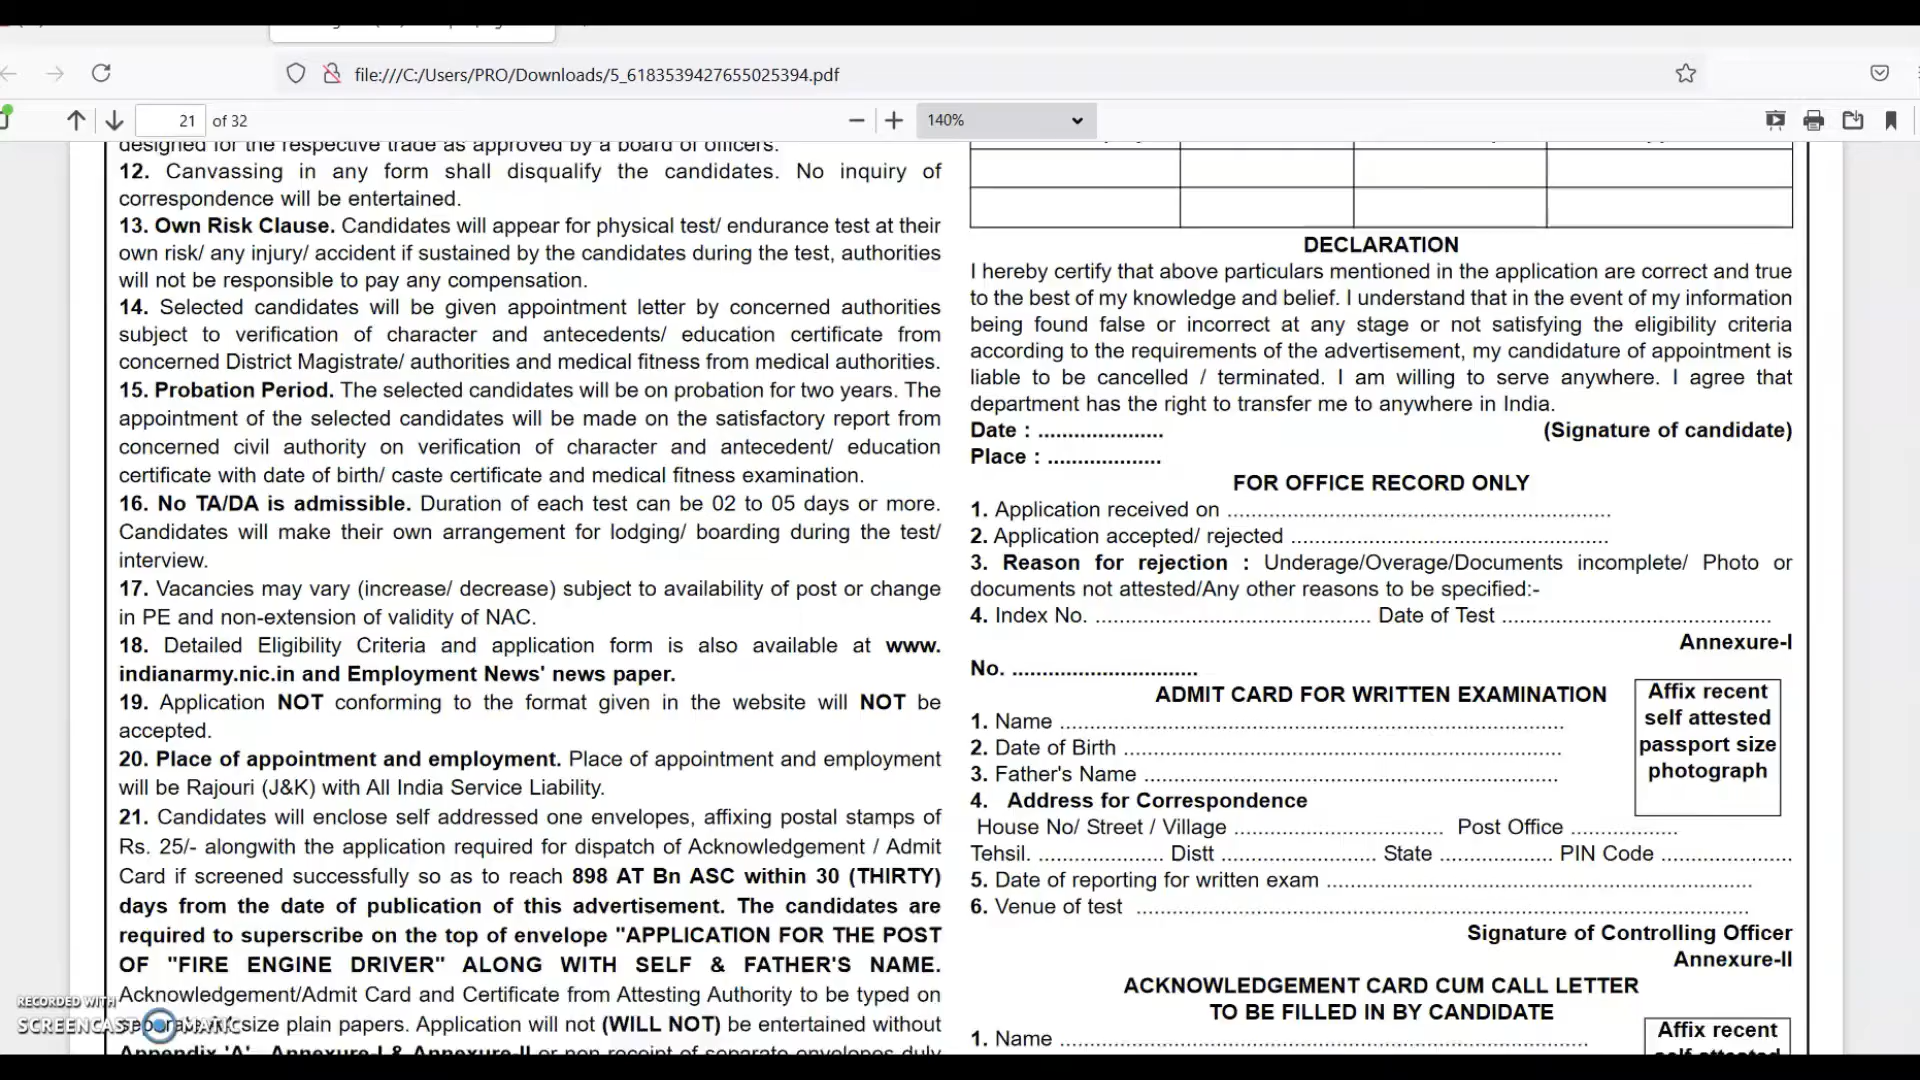 file:///C:/Users/PRO/Downloads/5_6183539427655025394.pdf
21 of 32
140%
designed for the respective trade as approved by a board of officers.
12. Canvassing in any form shall disqualify the candidates. No inquiry of
correspondence will be entertained.
13. Own Risk Clause. Candidates will appear for physical test/ endurance test at their
own risk/ any injury/ accident if sustained by the candidates during the test, authorities
will not be responsible to pay any compensation.
14. Selected candidates will be given appointment letter by concerned authorities
subject to verification of character and antecedents/ education certificate from
concerned District Magistrate/ authorities and medical fitness from medical authorities.
15. Probation Period. The selected candidates will be on probation for two years. The
appointment of the selected candidates will be made on the satisfactory report from
concerned civil authority on verification of character and antecedent/ education
certificate with date of birth/ caste certificate and medical fitness examination.
16. No TA/DA is admissible. Duration of each test can be 02 to 05 days or more.
Candidates will make their own arrangement for lodging/ boarding during the test/
interview.
17. Vacancies may vary (increase/ decrease) subject to availability of post or change
in PE and non-extension of validity of NAC.
18. Detailed Eligibility Criteria and application form is also available at www.
indianarmy.nic.in and Employment News' news paper.
19. Application NOT conforming to the format given in the website will NOT be
accepted.
20. Place of appointment and employment. Place of appointment and employment
will be Rajouri (J&K) with All India Service Liability.
21. Candidates will enclose self addressed one envelopes, affixing postal stamps of
Rs. 25/- alongwith the application required for dispatch of Acknowledgement / Admit
Card if screened successfully so as to reach 898 AT Bn ASC within 30 (THIRTY)
days from the date of publication of this advertisement. The candidates are
required to superscribe on the top of envelope "APPLICATION FOR THE POST
OF "FIRE ENGINE DRIVER" ALONG WITH SELF & FATHER'S NAME.
Acknowledgement/Admit Card and Certificate from Attesting Authority to be typed on
size plain papers. Application will not (WILL NOT) be entertained without
Appendix 'A', Annexure-I & Annexure-II or non receipt of separate envelopes duly
DECLARATION
I hereby certify that above particulars mentioned in the application are correct and true
to the best of my knowledge and belief. I understand that in the event of my information
being found false or incorrect at any stage or not satisfying the eligibility criteria
according to the requirements of the advertisement, my candidature of appointment is
liable to be cancelled / terminated. I am willing to serve anywhere. I agree that
department has the right to transfer me to anywhere in India.
Date : ..................... (Signature of candidate)
Place : ...................
FOR OFFICE RECORD ONLY
1. Application received on ................................................................
2. Application accepted/ rejected .....................................................
3. Reason for rejection : Underage/Overage/Documents incomplete/ Photo or
documents not attested/Any other reasons to be specified:-
4. Index No. .............................................. Date of Test .............................................
Annexure-I
No. ..............................
ADMIT CARD FOR WRITTEN EXAMINATION
Affix recent
self attested
passport size
photograph
1. Name ....................................................................................
2. Date of Birth .........................................................................
3. Father's Name .....................................................................
4. Address for Correspondence
House No/ Street / Village ................................... Post Office ..................
Tehsil. ..................... Distt .......................... State ................... PIN Code ......................
5. Date of reporting for written exam .......................................................................
6. Venue of test ......................................................................................................
Signature of Controlling Officer
Annexure-II
ACKNOWLEDGEMENT CARD CUM CALL LETTER
TO BE FILLED IN BY CANDIDATE
Affix recent
self attested
1. Name ........................................................................................
RECORDED WITH
SCREENCAST MATIC